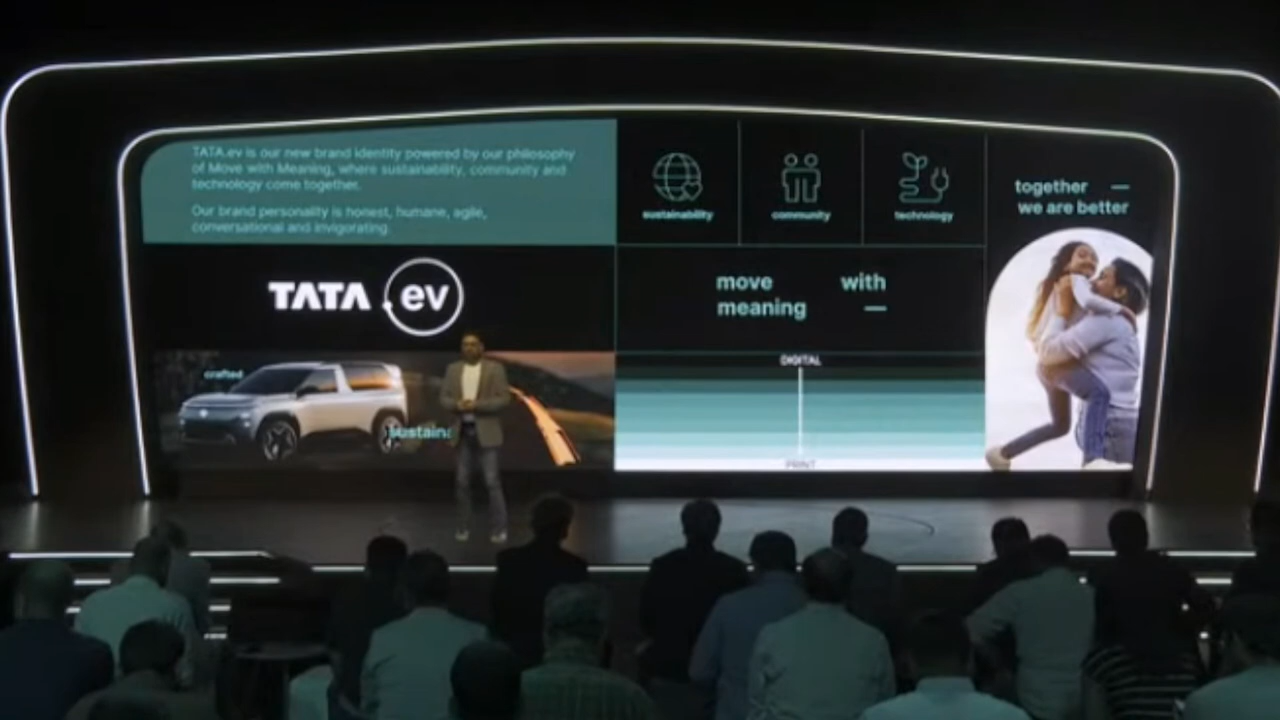 TATA.ev is our new brand identity powered by our philosophy
of Move with Meaning, where sustainability, community and
technology come together.
Our brand personality is honest, humane, agile,
conversational and invigorating.
TATA .ev
crafted
sustain
sustainability
community
technology
move with
meaning —
DIGITAL
PRINT
together —
we are better